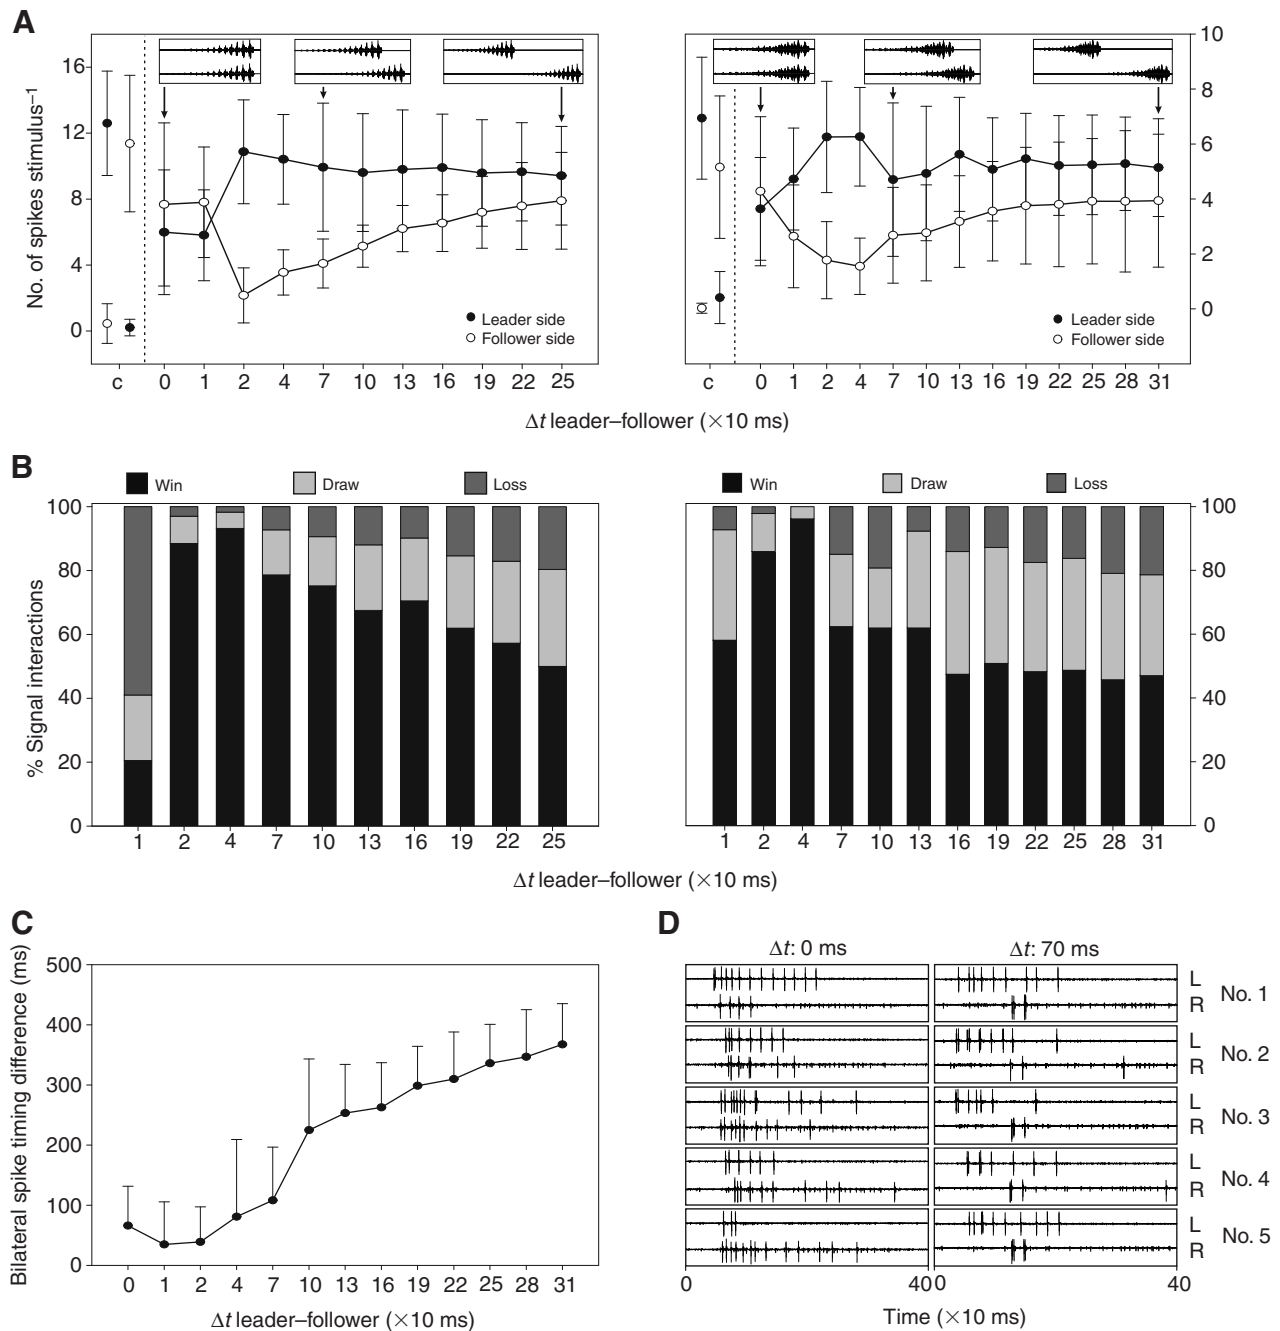 A
16
12
8
4
0
No. of spikes stimulus–1
Leader side
Follower side
c 0 1 2 4 7 10 13 16 19 22 25
10
8
6
4
2
0
Leader side
Follower side
c 0 1 2 4 7 10 13 16 19 22 25 28 31
Δt leader–follower (×10 ms)
B
Win Draw Loss
100
80
60
40
20
0
% Signal interactions
1 2 4 7 10 13 16 19 22 25
Win Draw Loss
100
80
60
40
20
0
1 2 4 7 10 13 16 19 22 25 28 31
Δt leader–follower (×10 ms)
C
500
400
300
200
100
0
Bilateral spike timing difference (ms)
0 1 2 4 7 10 13 16 19 22 25 28 31
Δt leader–follower (×10 ms)
D
Δt: 0 ms Δt: 70 ms
L
R No. 1
L
R No. 2
L
R No. 3
L
R No. 4
L
R No. 5
0 40 0 40
Time (×10 ms)